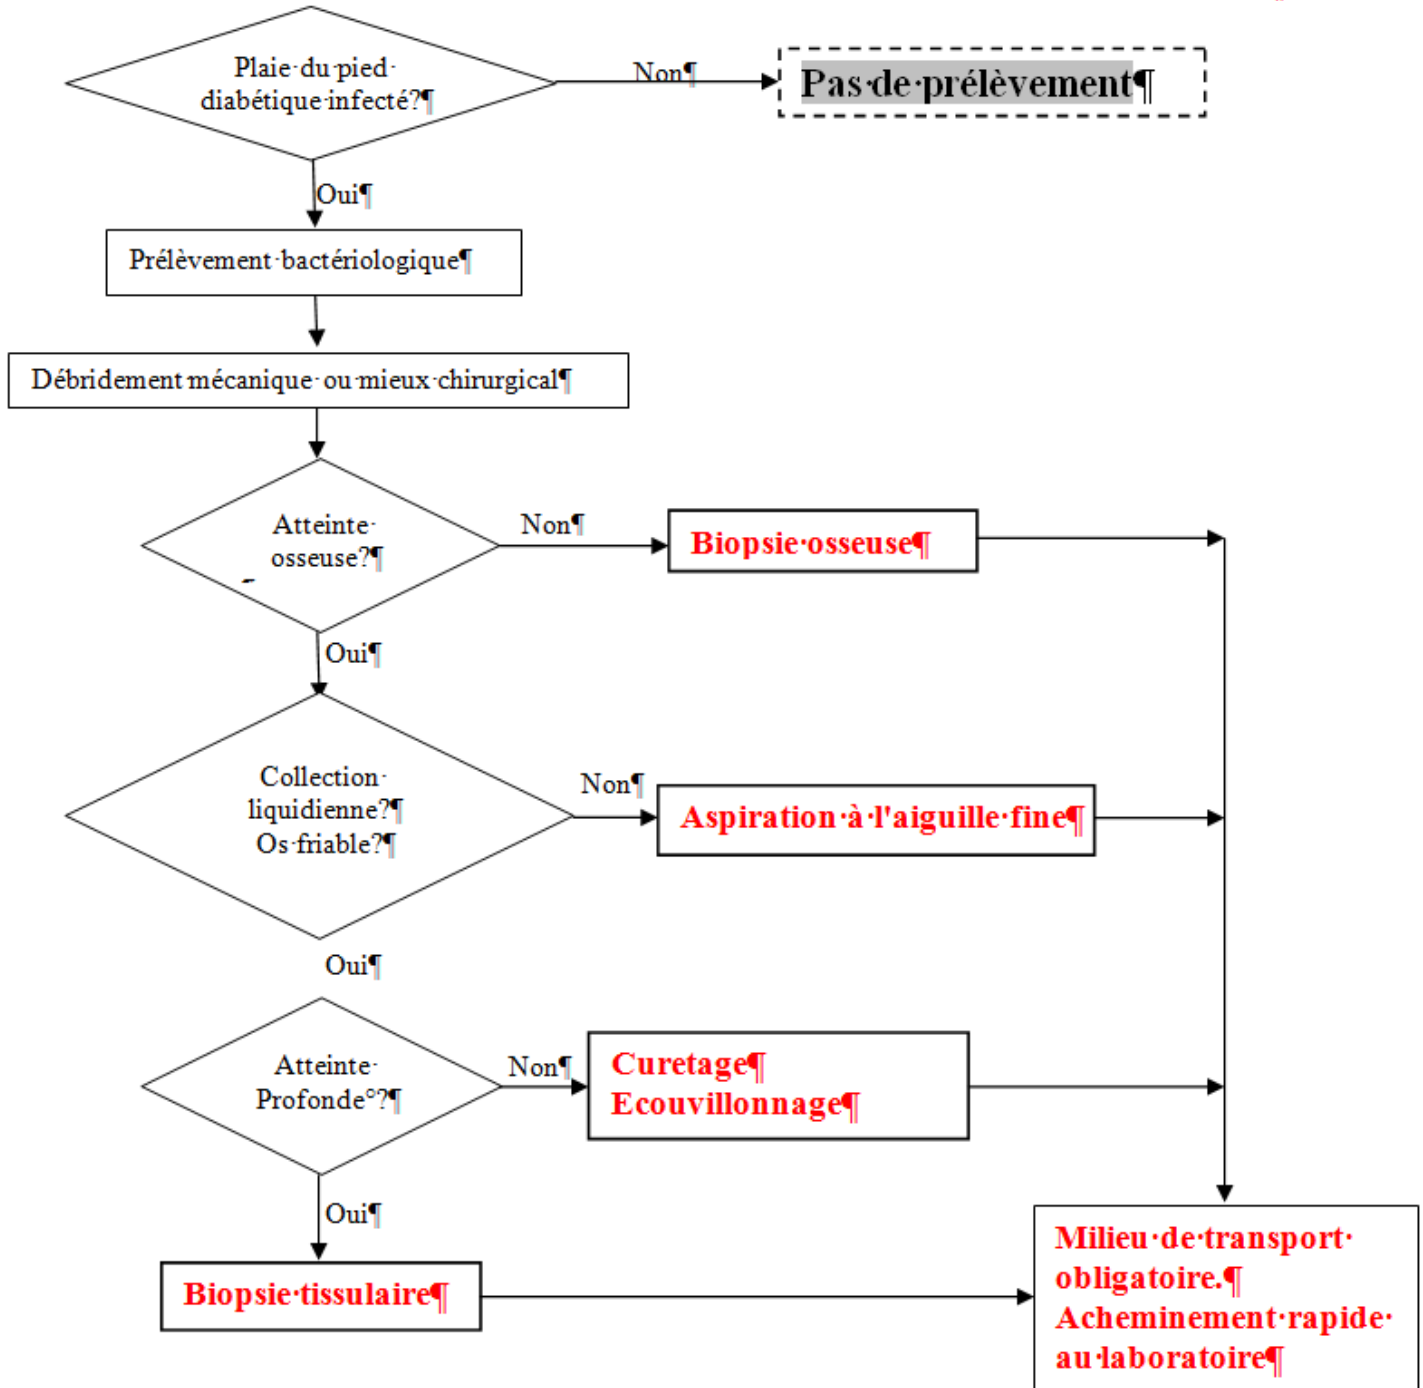 Plaie·du·pied·
diabétique·infecté?¶
Non¶
Pas·de·prélèvement¶
Oui¶
Prélèvement·bactériologique¶
Débridement·mécanique·ou·mieux·chirurgical¶
Atteinte·
osseuse?¶
Non¶
Biopsie·osseuse¶
Oui¶
Collection·
liquidienne?¶
Os·friable?¶
Non¶
Aspiration·à·l'aiguille·fine¶
Oui¶
Atteinte·
Profonde°?¶
Non¶
Curetage¶
Ecouvillonnage¶
Oui¶
Biopsie·tissulaire¶
Milieu·de·transport·
obligatoire.¶
Acheminement·rapide·
au·laboratoire¶